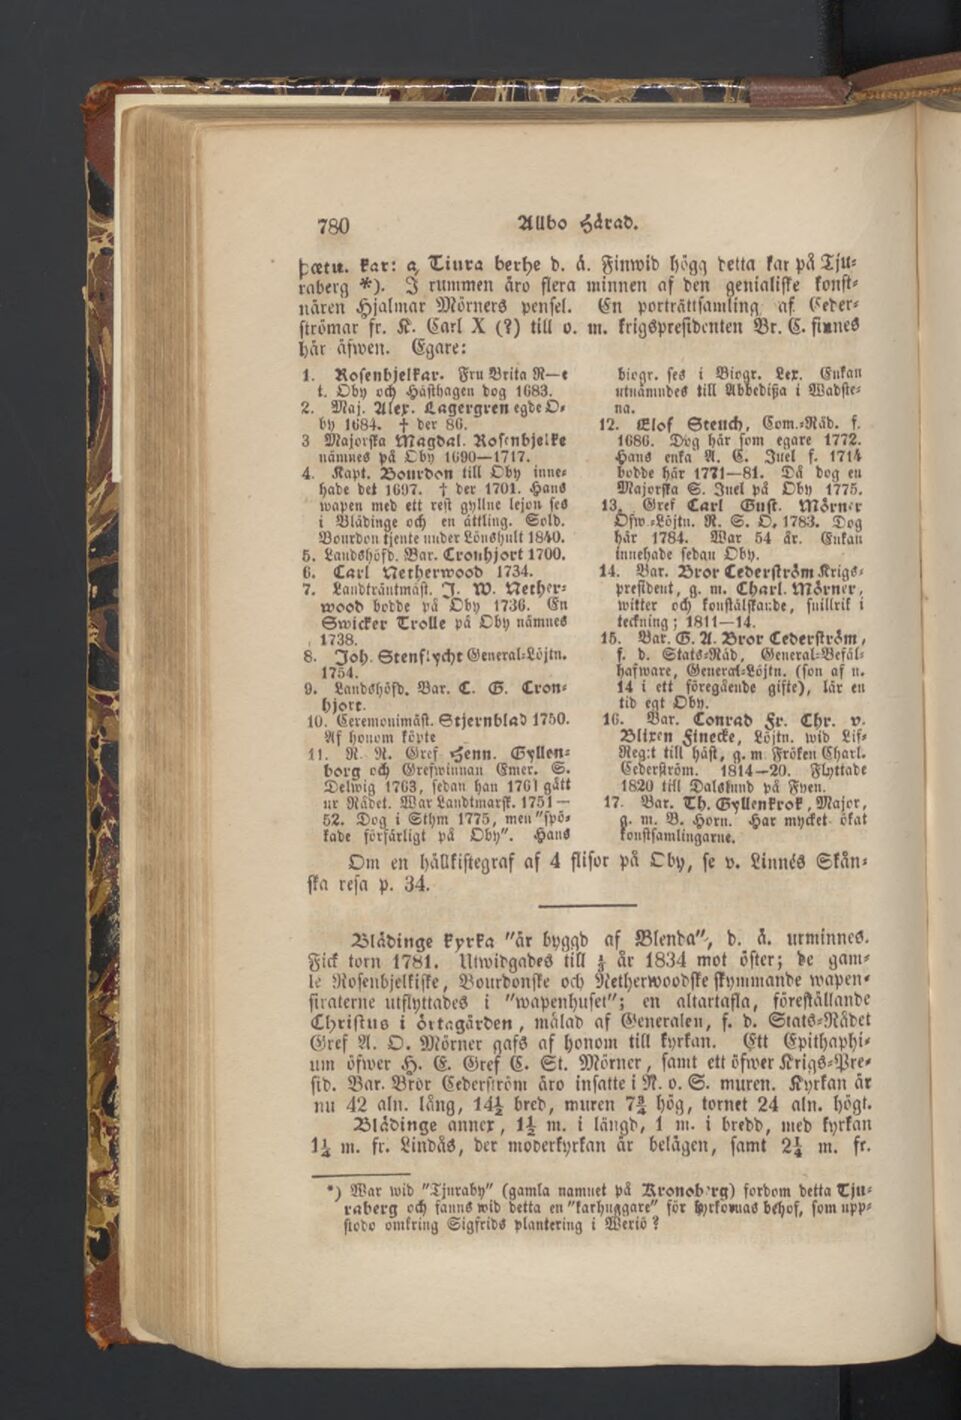 780
Allbo Härad.
þætu. kar: a Tiura berhe d. ä. Finwid högg detta kar på Tju-
raberg *). I rummen äro flera minnen af den genialiske konst-
nären Hjalmar Mörners pensel. En porträttsamling af Ceder-
strömar fr. K. Carl X (?) till o. m. krigspresidenten Br. C. finnes
här äfwen. Egare:
1. Rosenbjelkar. Fru Brita R—e
t. Oby och Hästhagen dog 1683.
2. Maj. Alex. Lagergren egde O-
by 1684. † der 86.
3 Majorska Magdal. Rosenbjelke
nämnes på Oby 1690—1717.
4. Kapt. Bourdon till Oby inne-
hade det 1697. † der 1701. Hans
wapen med ett rest gyllne lejon ses
i Blädinge och en ättling. Sold.
Bourdon tjente under Lönshult 1840.
5. Landshöfd. Bar. Cronhjort 1700.
6. Carl Netherwood 1734.
7. Landträntmäst. J. W. Nether-
wood bodde på Oby 1736. En
Swicker Trolle på Oby nämnes
1738.
8. Joh. Stenflycht General-Löjtn.
1754.
9. Landshöfd. Bar. C. G. Cron-
hjort.
10. Ceremonimäst. Stjernblad 1750.
Af honom köpte
11. R. R. Gref Henn. Gyllen-
borg och Grefwinnan Emer. S.
Delwig 1763, sedan han 1761 gått
ur Rådet. War Landtmarsk. 1751—
52. Dog i Sthm 1775, men "spö-
kade förfärligt på Oby". Hans
biogr. ses i Biogr. Lex. Enkan
utnämndes till Abbedißa i Wadste-
na.
12. Elof Steuch, Com.-Råd. f.
1686. Dog här som egare 1772.
Hans enka A. C. Juel f. 1714
bodde här 1771—81. Då dog en
Majorska S. Juel på Oby 1775.
13. Gref Carl Gust. Mörner
Öfw.-Löjtn. R. S. O. 1783. Dog
här 1784. War 54 år. Enkan
innehade sedan Oby.
14. Bar. Bror Cederström Krigs-
president, g. m. Charl. Mörner,
witter och konstälskande, snillrik i
teckning; 1811—14.
15. Bar. G. A. Bror Cederström,
f. d. Stats-Råd, General-Befäl-
hafware, General-Löjtn. (son af n.
14 i ett föregående gifte), lär en
tid egt Oby.
16. Bar. Conrad Fr. Chr. v.
Blixen Finecke, Löjtn. wid Lif-
Reg:t till häst, g. m. Fröken Charl.
Cederström. 1814—20. Flyttade
1820 till Dalslund på Fyen.
17. Bar. Th. Gyllenkrok, Major,
g. m. B. Horn. Har mycket ökat
konstsamlingarne.
Om en hällkistegraf af 4 flisor på Oby, se v. Linnés Skån-
ska resa p. 34.
Blädinge kyrka "är byggd af Blenda", d. ä. urminnes.
Fick torn 1781. Utwidgades till ⅓ år 1834 mot öster; de gam-
le Rosenbjelkiske, Bourdonske och Netherwoodske skymmande wapen-
siraterne utflyttades i "wapenhuset"; en altartafla, föreställande
Christus i örtagården, målad af Generalen, f. d. Stats-Rådet
Gref A. O. Mörner gafs af honom till kyrkan. Ett Epithaphi-
um öfwer H. E. Gref C. St. Mörner, samt ett öfwer Krigs-Pre-
sid. Bar. Bror Cederström äro insatte i N. o. S. muren. Kyrkan är
nu 42 aln. lång, 14½ bred, muren 7¾ hög, tornet 24 aln. högt.
Blädinge annex, 1½ m. i längd, 1 m. i bredd, med kyrkan
1¼ m. fr. Lindås, der moderkyrkan är belägen, samt 2¼ m. fr.
*) War wid "Tjuraby" (gamla namnet på Kronoberg) fordom detta Tju-
raberg och fanns wid detta en "karhuggare" för kyrkornas behof, som upp-
stodo omkring Sigfrids plantering i Wexiö?